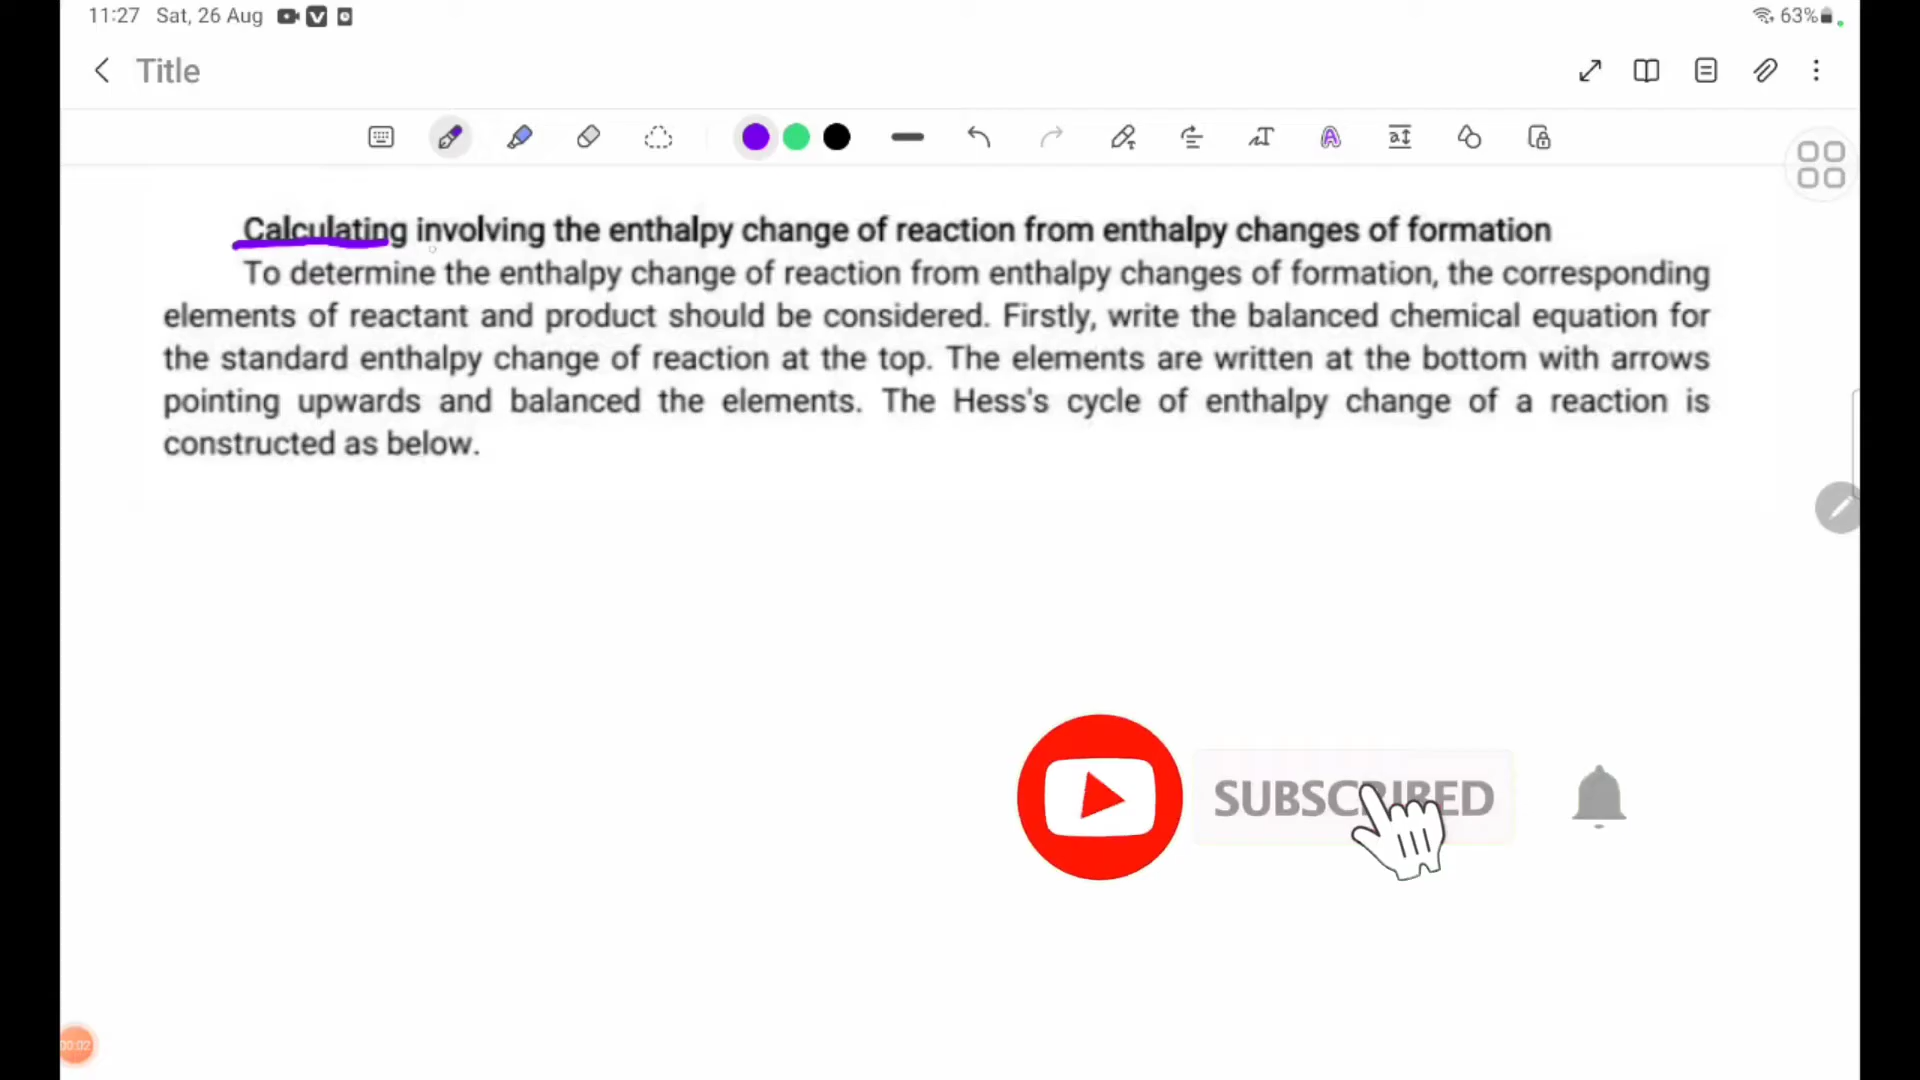 11:27 Sat, 26 Aug
63%
Title
Calculating involving the enthalpy change of reaction from enthalpy changes of formation
To determine the enthalpy change of reaction from enthalpy changes of formation, the corresponding
elements of reactant and product should be considered. Firstly, write the balanced chemical equation for
the standard enthalpy change of reaction at the top. The elements are written at the bottom with arrows
pointing upwards and balanced the elements. The Hess's cycle of enthalpy change of a reaction is
constructed as below.
SUBSCRIBED
00:02